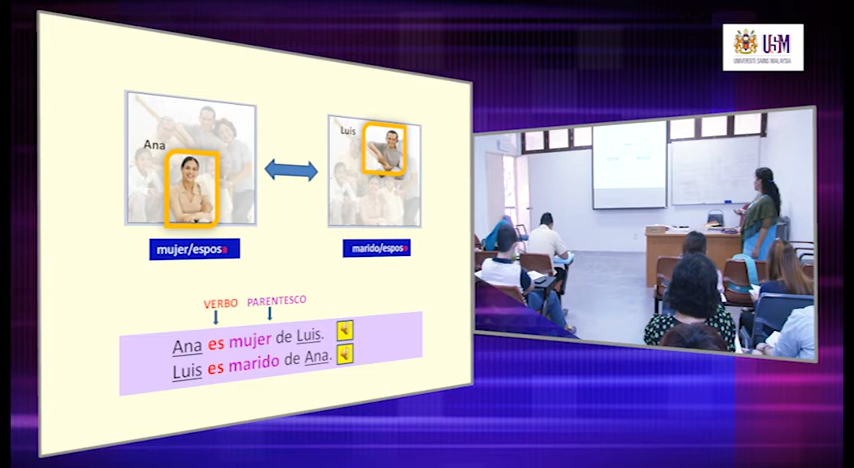 USM
UNIVERSITI SAINS MALAYSIA
Ana
Luis
mujer/esposa
marido/esposo
VERBO PARENTESCO
Ana es mujer de Luis.
Luis es marido de Ana.